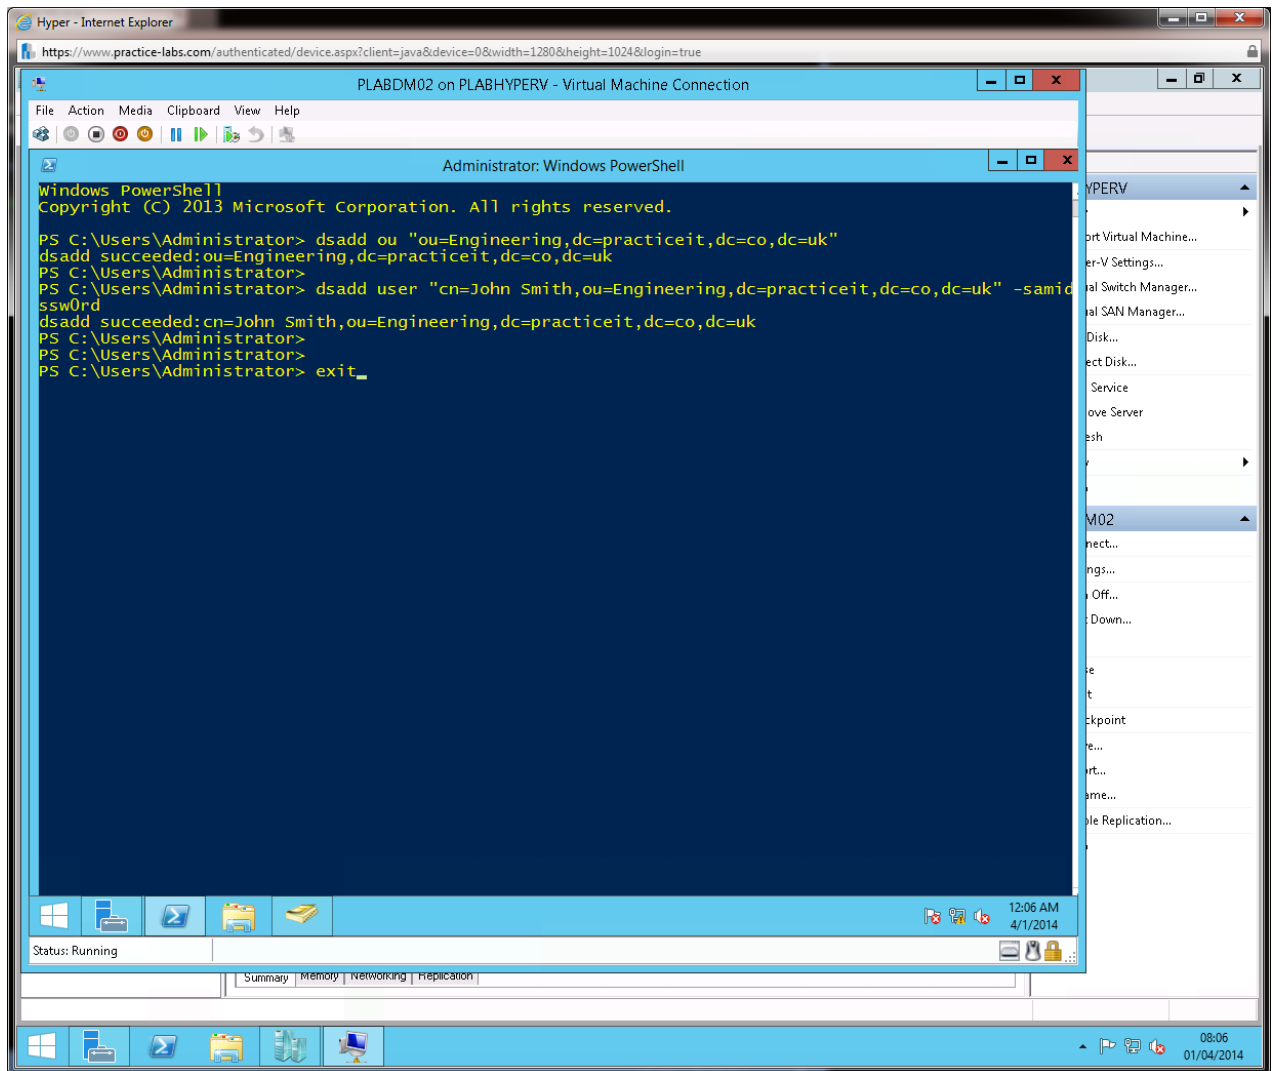 Hyper - Internet Explorer
https://www.practice-labs.com/authenticated/device.aspx?client=java&device=0&width=1280&height=1024&login=true
PLABDM02 on PLABHYPERV - Virtual Machine Connection
File Action Media Clipboard View Help
Administrator: Windows PowerShell
Windows PowerShell
Copyright (C) 2013 Microsoft Corporation. All rights reserved.
PS C:\Users\Administrator> dsadd ou "ou=Engineering,dc=practiceit,dc=co,dc=uk"
dsadd succeeded:ou=Engineering,dc=practiceit,dc=co,dc=uk
PS C:\Users\Administrator>
PS C:\Users\Administrator> dsadd user "cn=John Smith,ou=Engineering,dc=practiceit,dc=co,dc=uk" -samid
ssw0rd
dsadd succeeded:cn=John Smith,ou=Engineering,dc=practiceit,dc=co,dc=uk
PS C:\Users\Administrator>
PS C:\Users\Administrator>
PS C:\Users\Administrator> exit_
YPERV
ort Virtual Machine...
er-V Settings...
ual Switch Manager...
ual SAN Manager...
Disk...
ect Disk...
Service
ove Server
esh
M02
nect...
ngs...
Off...
Down...
se
t
ckpoint
ve...
ort...
ame...
ble Replication...
12:06 AM
4/1/2014
Status: Running
Summary Memory Networking Replication
08:06
01/04/2014